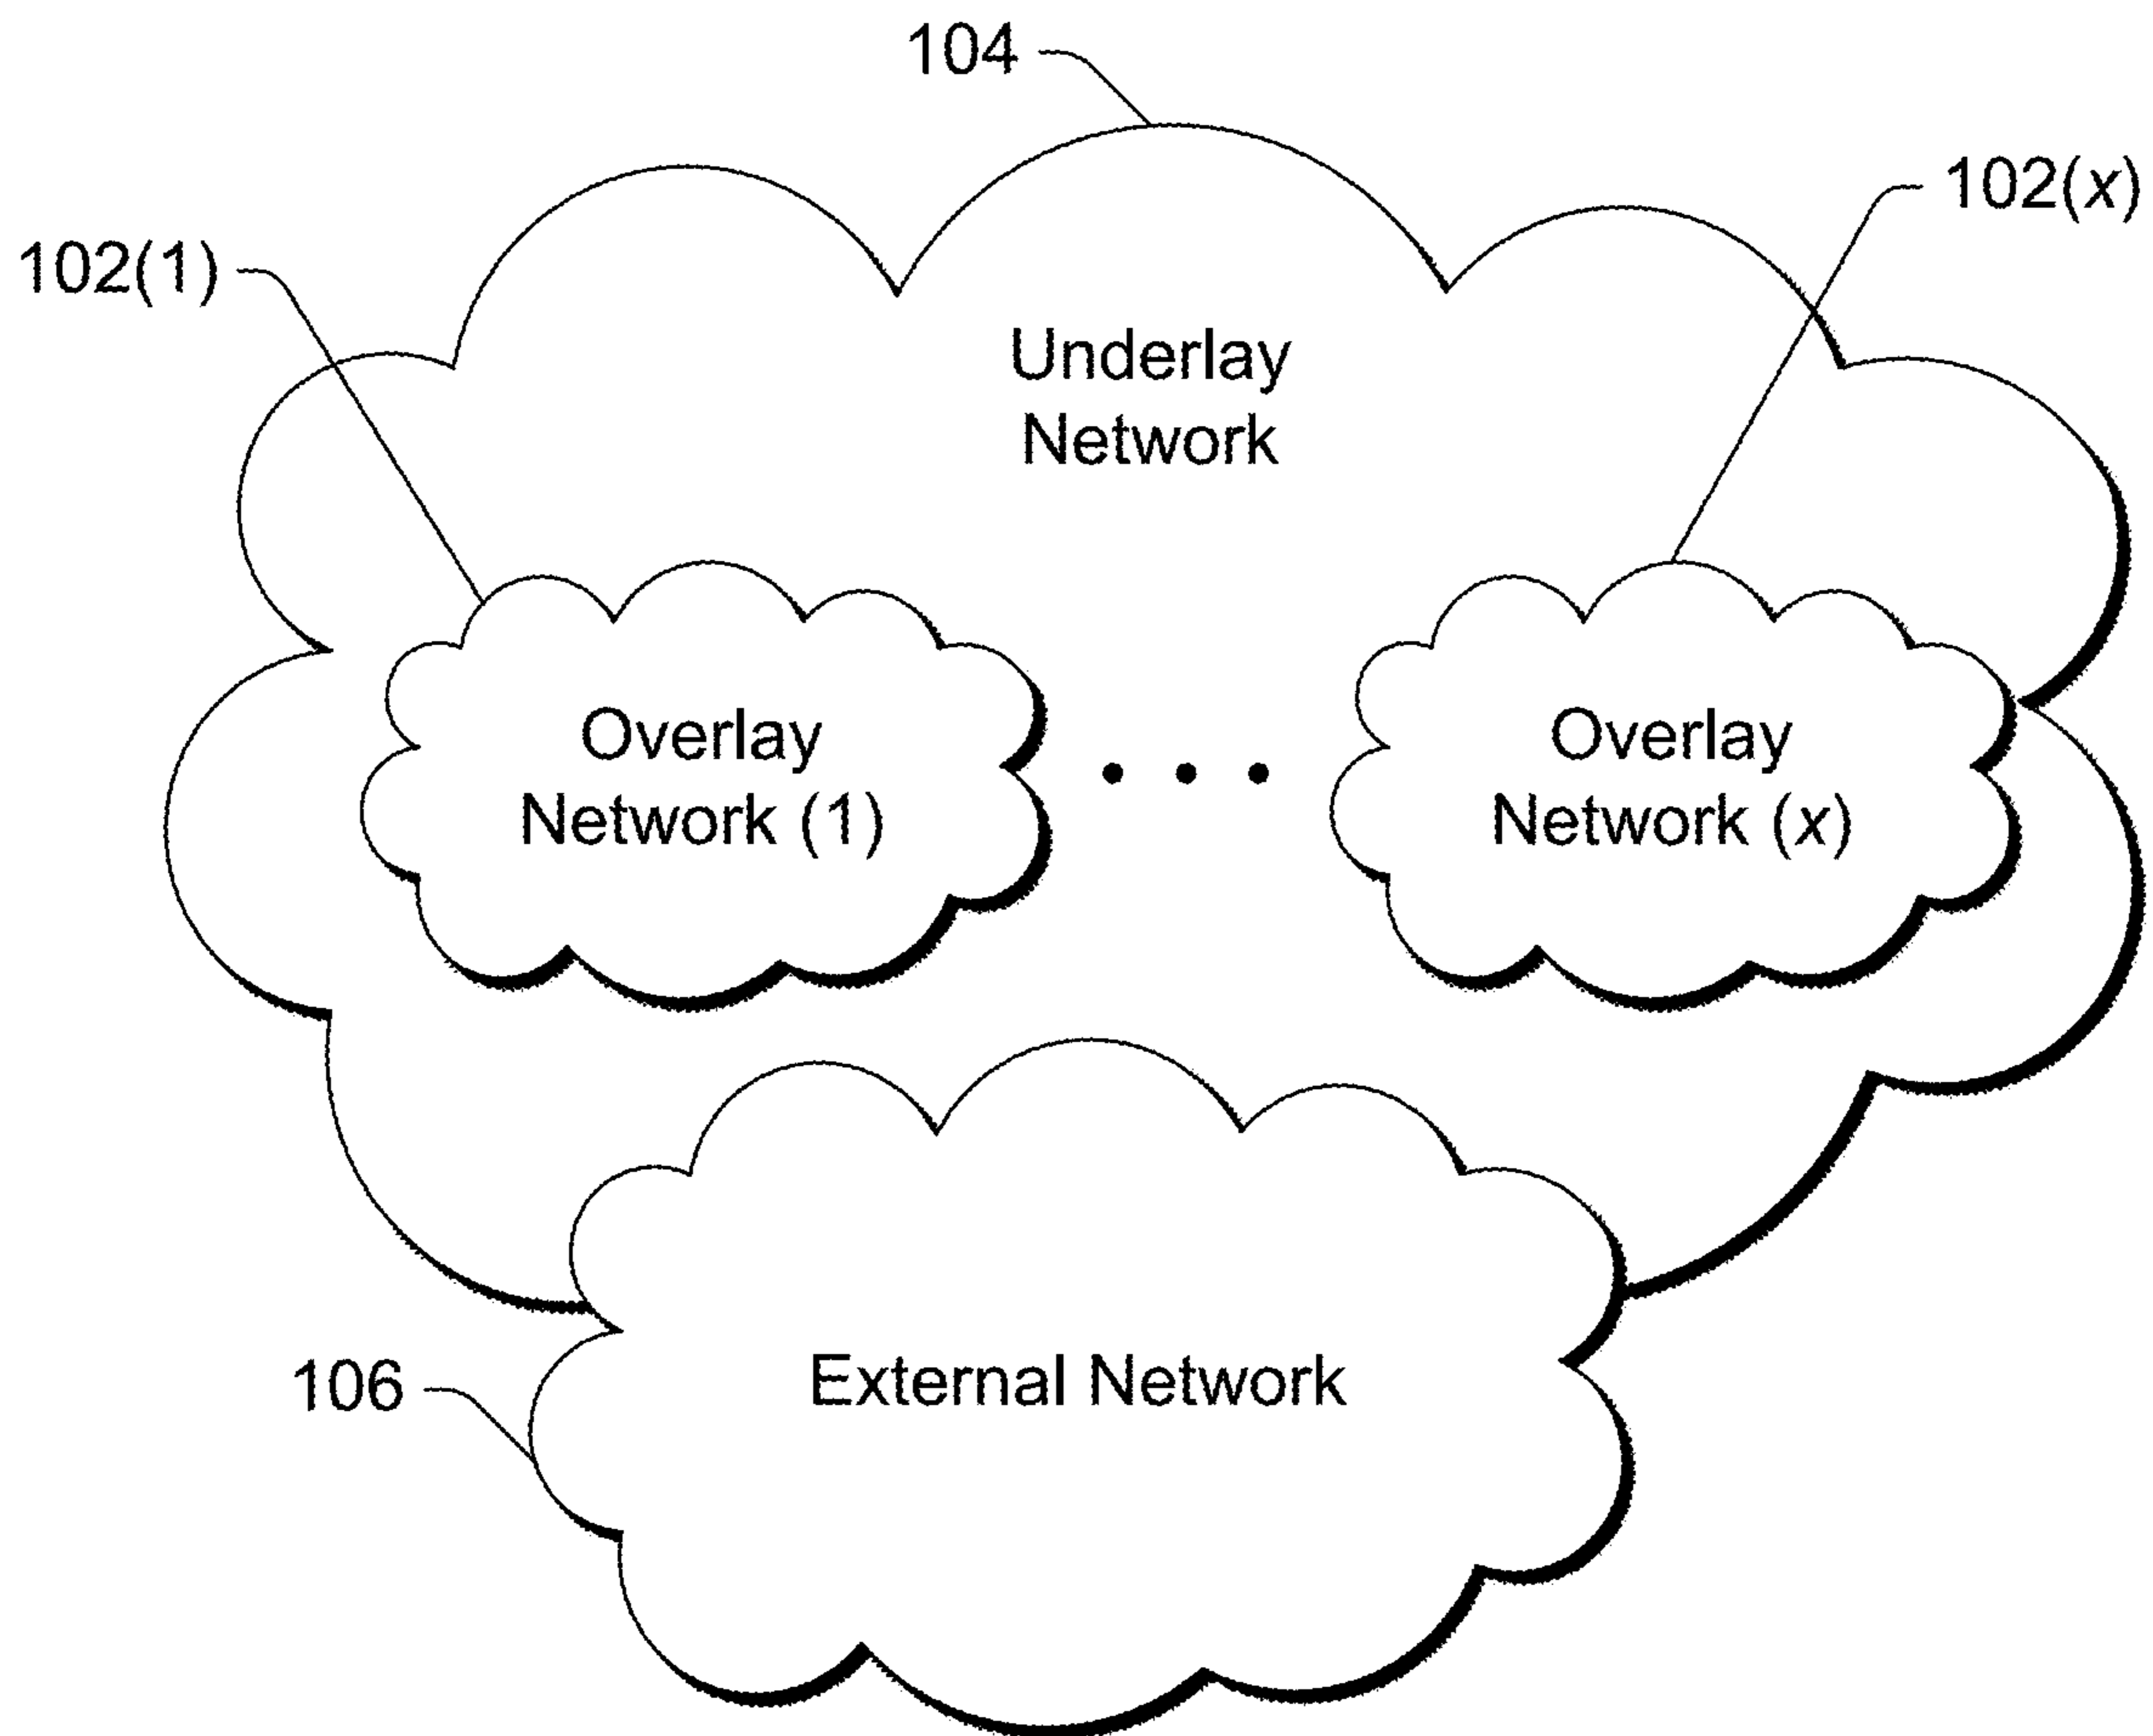 104
102(x)
102(1)
Underlay
Network
Overlay
Network (1)
Overlay
Network (x)
External Network
106